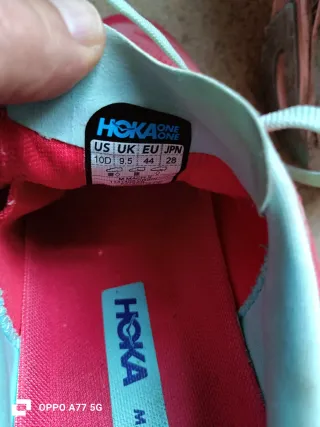 HOKA ONE ONE
US UK EU JPN
10D 9.5 44 28
HOKA
M
OPPO A77 5G